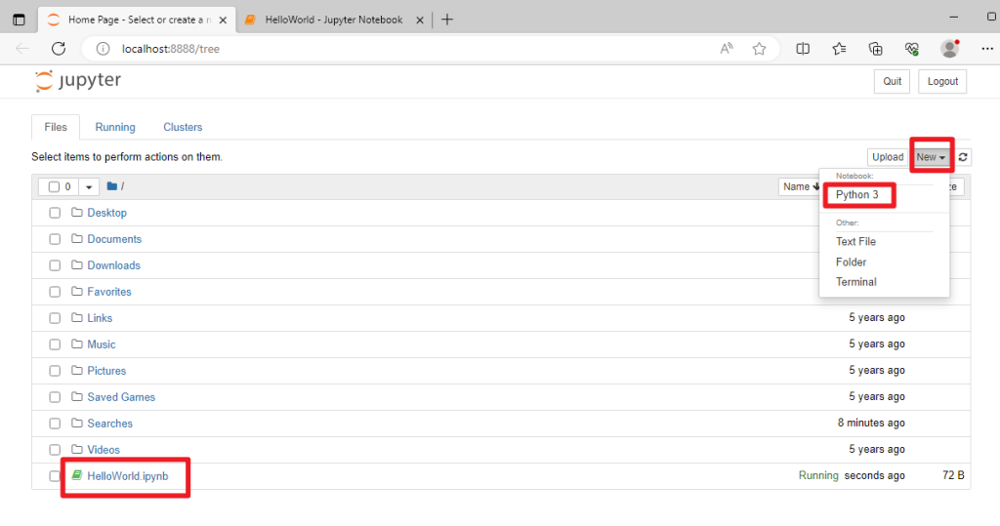 Home Page - Select or create a n
HelloWorld - Jupyter Notebook
localhost:8888/tree
jupyter
Quit
Logout
Files
Running
Clusters
Select items to perform actions on them.
Upload
New
0
/
Name
ze
Notebook:
Python 3
Other:
Text File
Folder
Terminal
Desktop
Documents
Downloads
Favorites
Links 5 years ago
Music 5 years ago
Pictures 5 years ago
Saved Games 5 years ago
Searches 8 minutes ago
Videos 5 years ago
HelloWorld.ipynb Running seconds ago 72 B